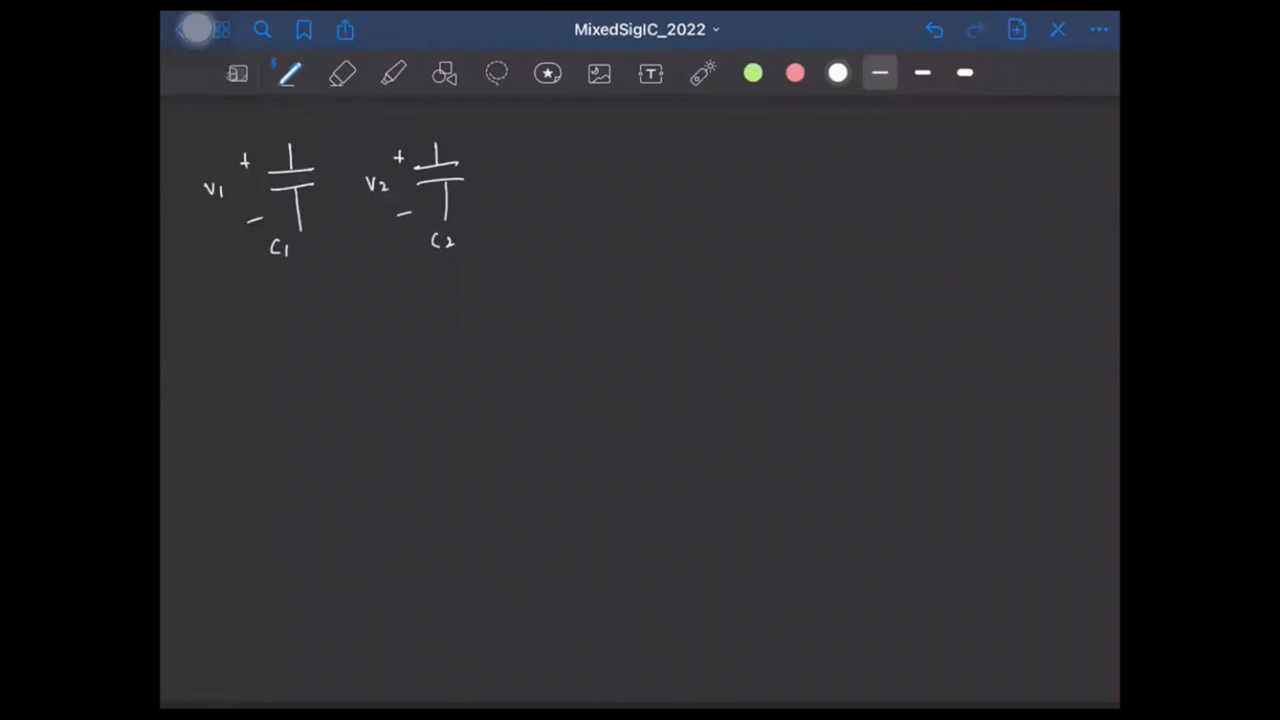 MixedSigIC_2022
+ +
V1 V2
- -
C1 C2